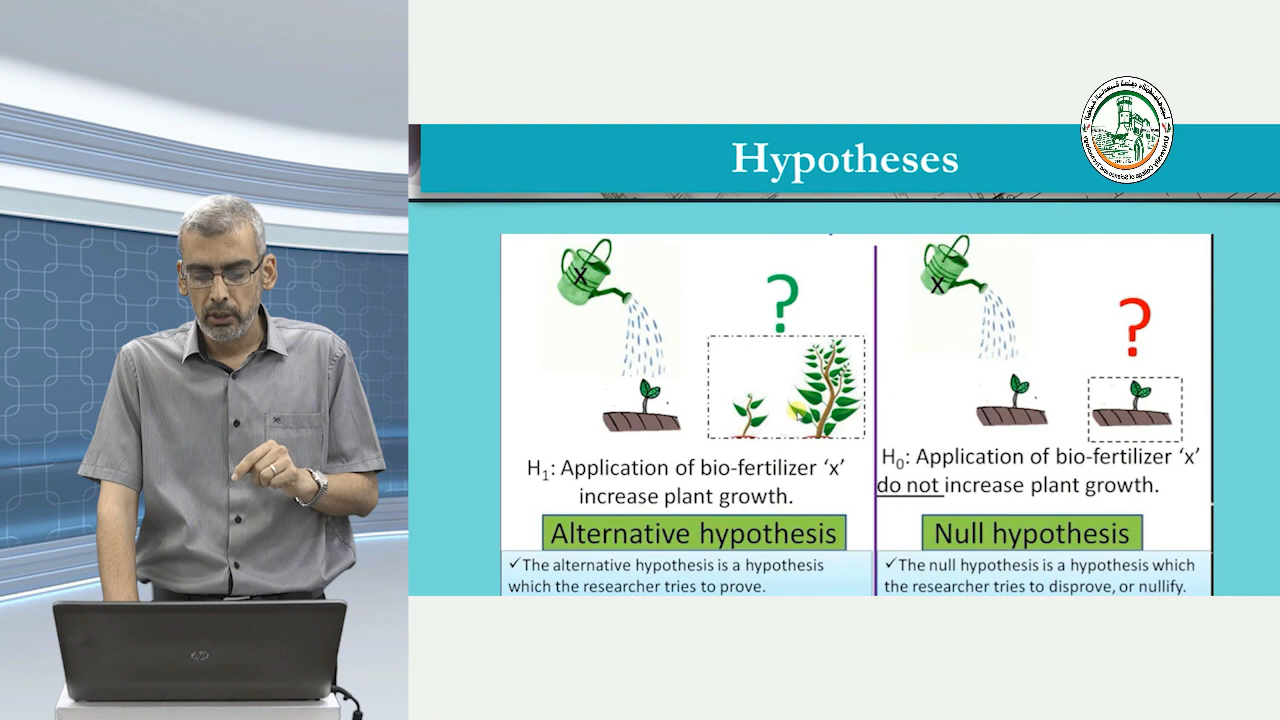 Hypotheses
X
?
H1: Application of bio-fertilizer ‘x’
increase plant growth.
Alternative hypothesis
✓The alternative hypothesis is a hypothesis
which the researcher tries to prove.
X
?
H0: Application of bio-fertilizer ‘x’
do not increase plant growth.
Null hypothesis
✓The null hypothesis is a hypothesis which
the researcher tries to disprove, or nullify.
hp